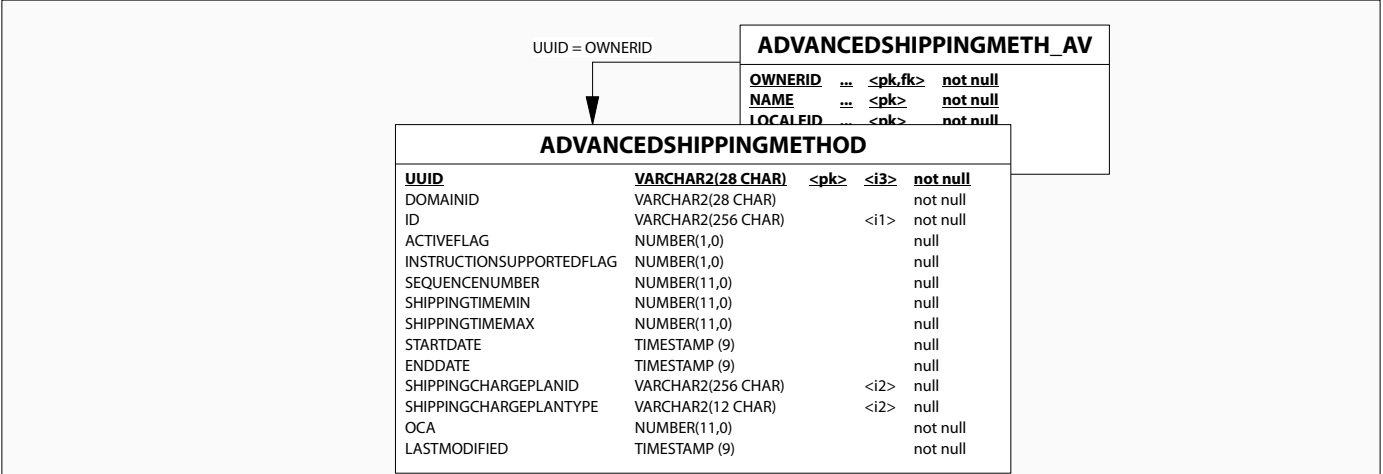 UUID = OWNERID
ADVANCEDSHIPPINGMETH_AV
OWNERID ... <pk,fk> not null
NAME ... <pk> not null
LOCALEID ... <pk> not null
ADVANCEDSHIPPINGMETHOD
UUID VARCHAR2(28 CHAR) <pk> <i3> not null
DOMAINID VARCHAR2(28 CHAR) not null
ID VARCHAR2(256 CHAR) <i1> not null
ACTIVEFLAG NUMBER(1,0) null
INSTRUCTIONSUPPORTEDFLAG NUMBER(1,0) null
SEQUENCENUMBER NUMBER(11,0) null
SHIPPINGTIMEMIN NUMBER(11,0) null
SHIPPINGTIMEMAX NUMBER(11,0) null
STARTDATE TIMESTAMP (9) null
ENDDATE TIMESTAMP (9) null
SHIPPINGCHARGEPLANID VARCHAR2(256 CHAR) <i2> null
SHIPPINGCHARGEPLANTYPE VARCHAR2(12 CHAR) <i2> null
OCA NUMBER(11,0) not null
LASTMODIFIED TIMESTAMP (9) not null